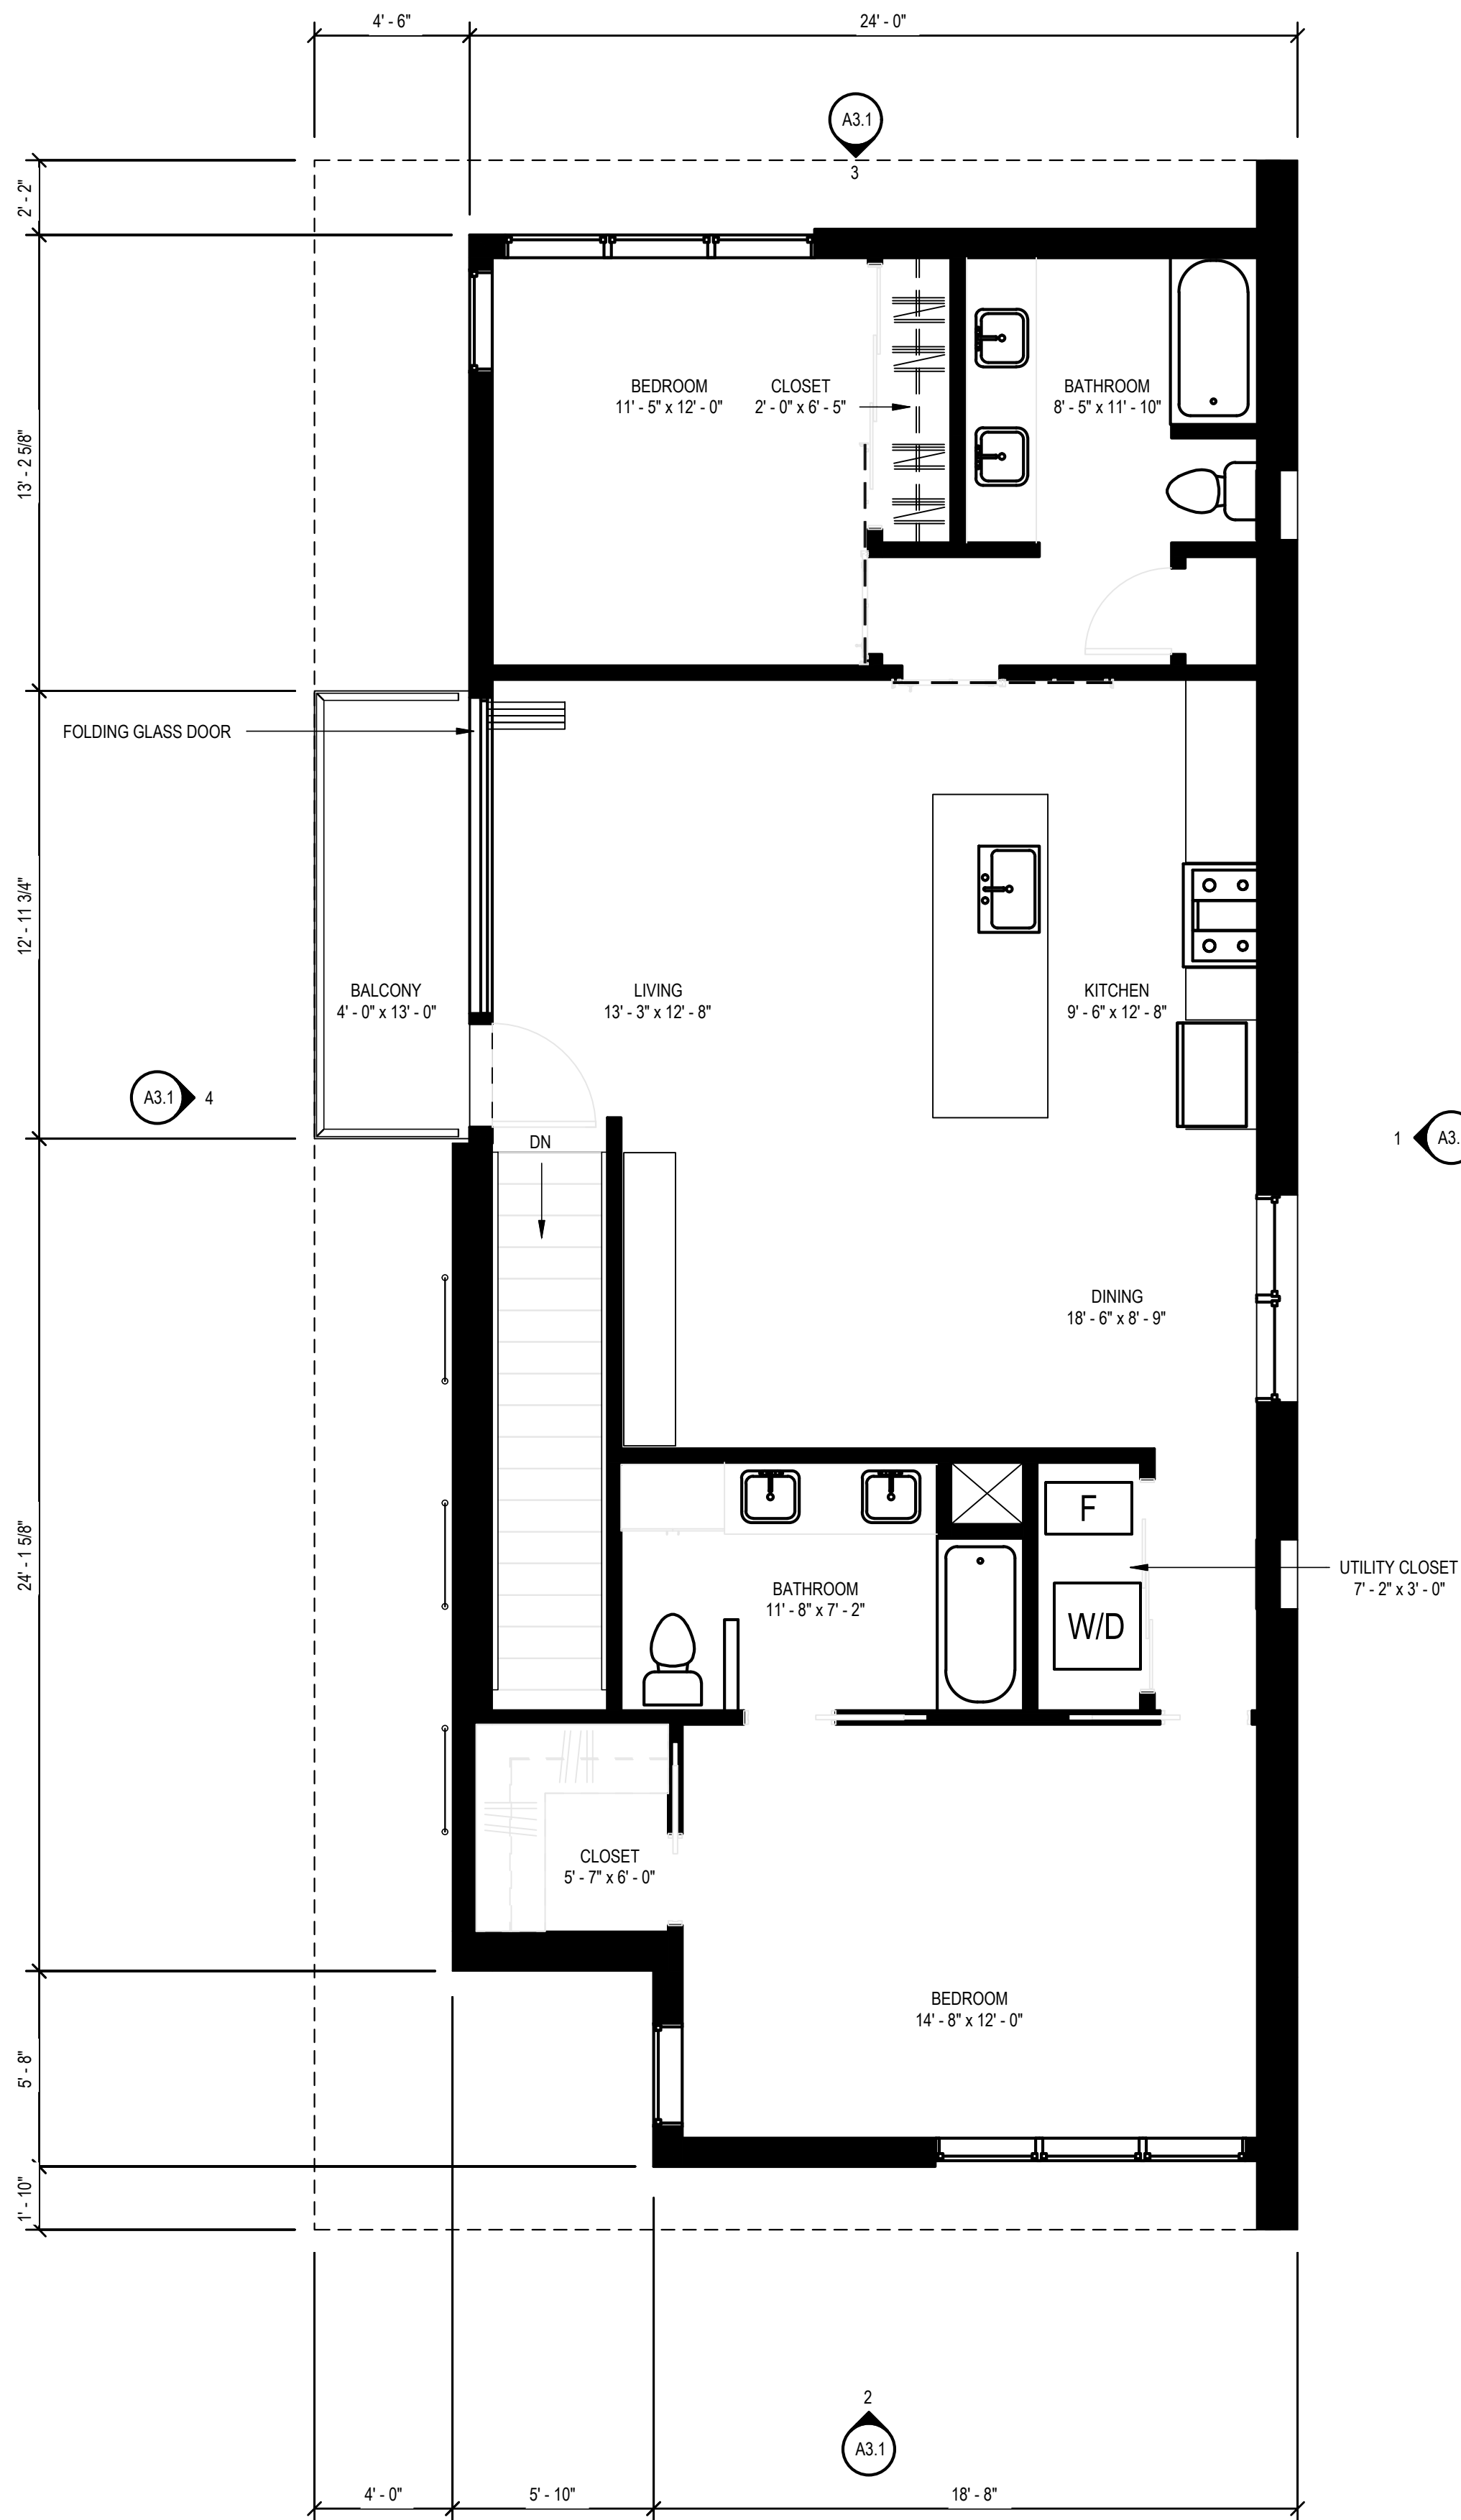 4' - 6"
24' - 0"
A3.1
3
2' - 2"
13' - 2 5/8"
12' - 11 3/4"
24' - 1 5/8"
5' - 8"
1' - 10"
BEDROOM
11' - 5" x 12' - 0"
CLOSET
2' - 0" x 6' - 5"
BATHROOM
8' - 5" x 11' - 10"
FOLDING GLASS DOOR
BALCONY
4' - 0" x 13' - 0"
LIVING
13' - 3" x 12' - 8"
KITCHEN
9' - 6" x 12' - 8"
A3.1
4
DN
1
A3.
DINING
18' - 6" x 8' - 9"
F
BATHROOM
11' - 8" x 7' - 2"
W/D
UTILITY CLOSET
7' - 2" x 3' - 0"
CLOSET
5' - 7" x 6' - 0"
BEDROOM
14' - 8" x 12' - 0"
2
A3.1
4' - 0"
5' - 10"
18' - 8"